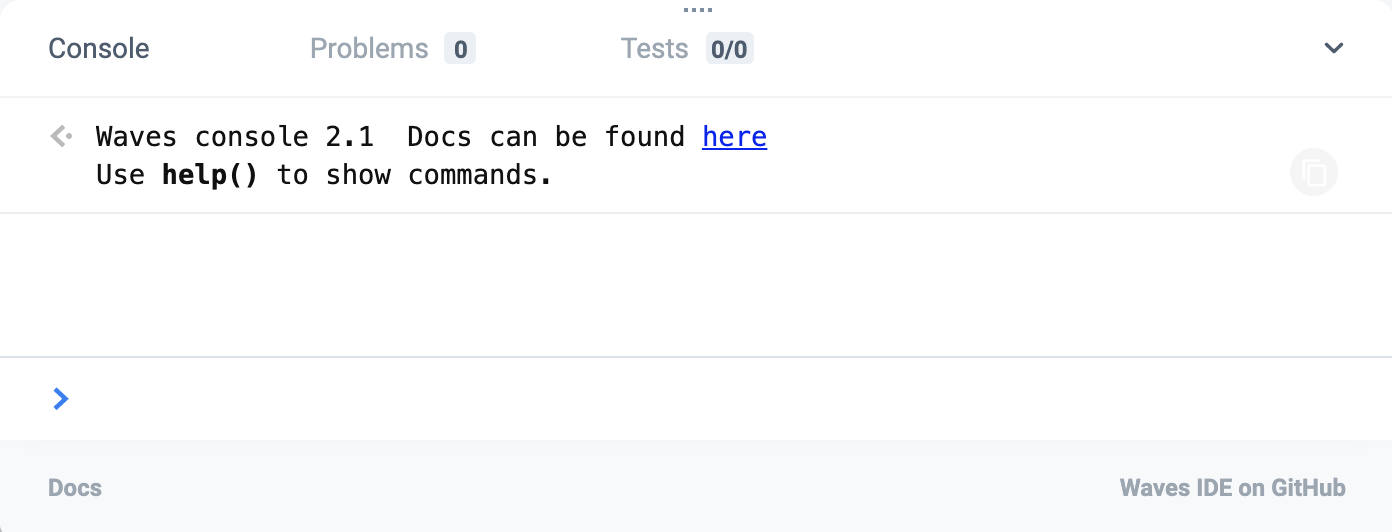 Console Problems 0 Tests 0/0
Waves console 2.1 Docs can be found here
Use help() to show commands.
Docs Waves IDE on GitHub